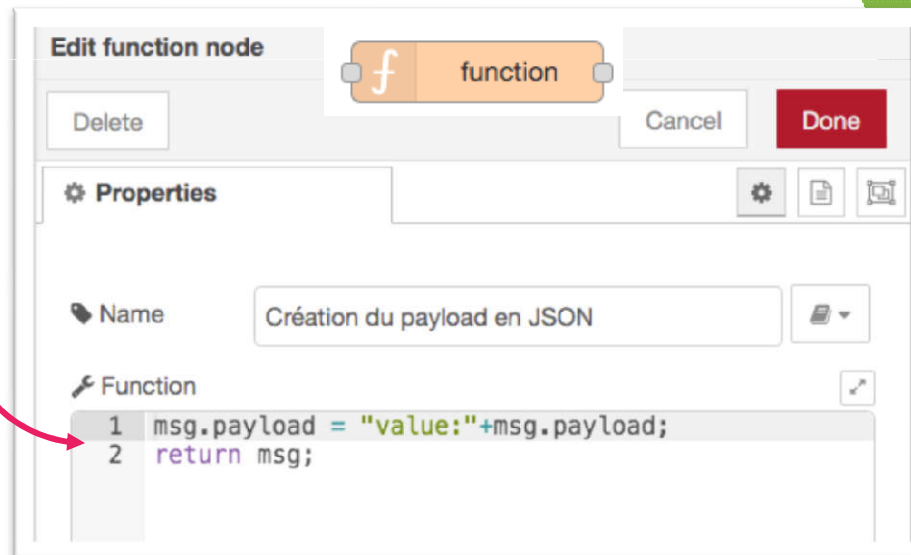 Edit function node
function
Delete
Cancel
Done
Properties
Name
Création du payload en JSON
Function
1 msg.payload = "value:"+msg.payload;
2 return msg;